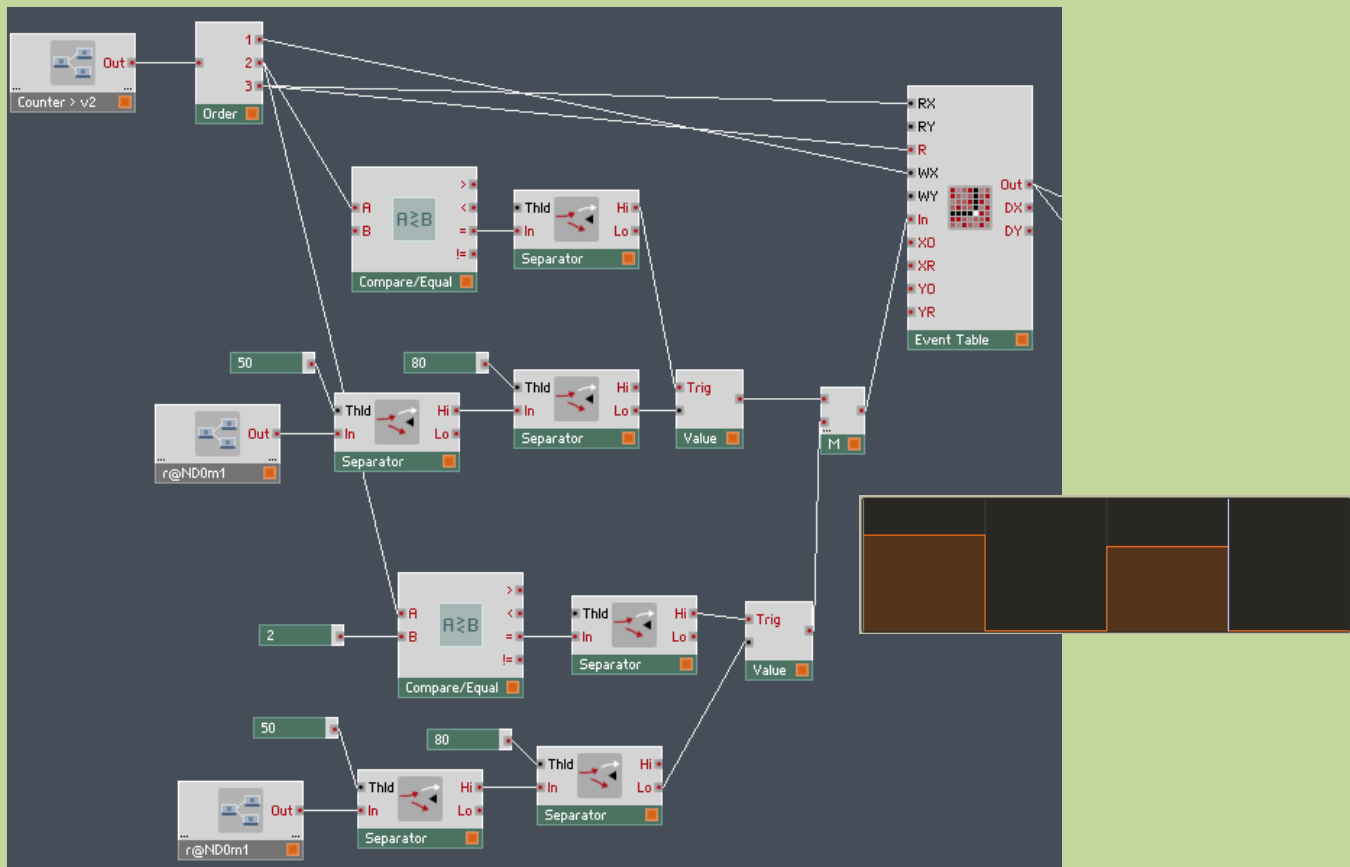 Out
... ...
Counter > v2
1
2
3
Order
RX
RY
R
WX
WY
In
XO
XR
YO
YR
Out
DX
DY
Event Table
A
B
A≷B
>
<
=
!=
Compare/Equal
Thld
In
Hi
Lo
Separator
50
80
Out
... ...
r@ND0m1
Thld
In
Hi
Lo
Separator
Thld
In
Hi
Lo
Separator
Trig
Value
...
M
2
A
B
A≷B
>
<
=
!=
Compare/Equal
Thld
In
Hi
Lo
Separator
Trig
Value
50
80
Out
... ...
r@ND0m1
Thld
In
Hi
Lo
Separator
Thld
In
Hi
Lo
Separator